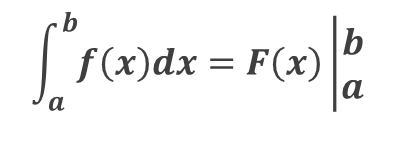 ∫ₐᵇ f(x)dx = F(x) |ₐᵇ